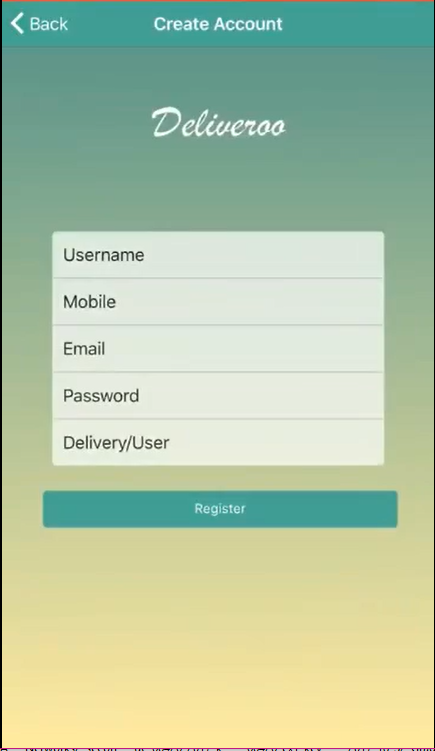 Back
Create Account
Deliveroo
Username
Mobile
Email
Password
Delivery/User
Register